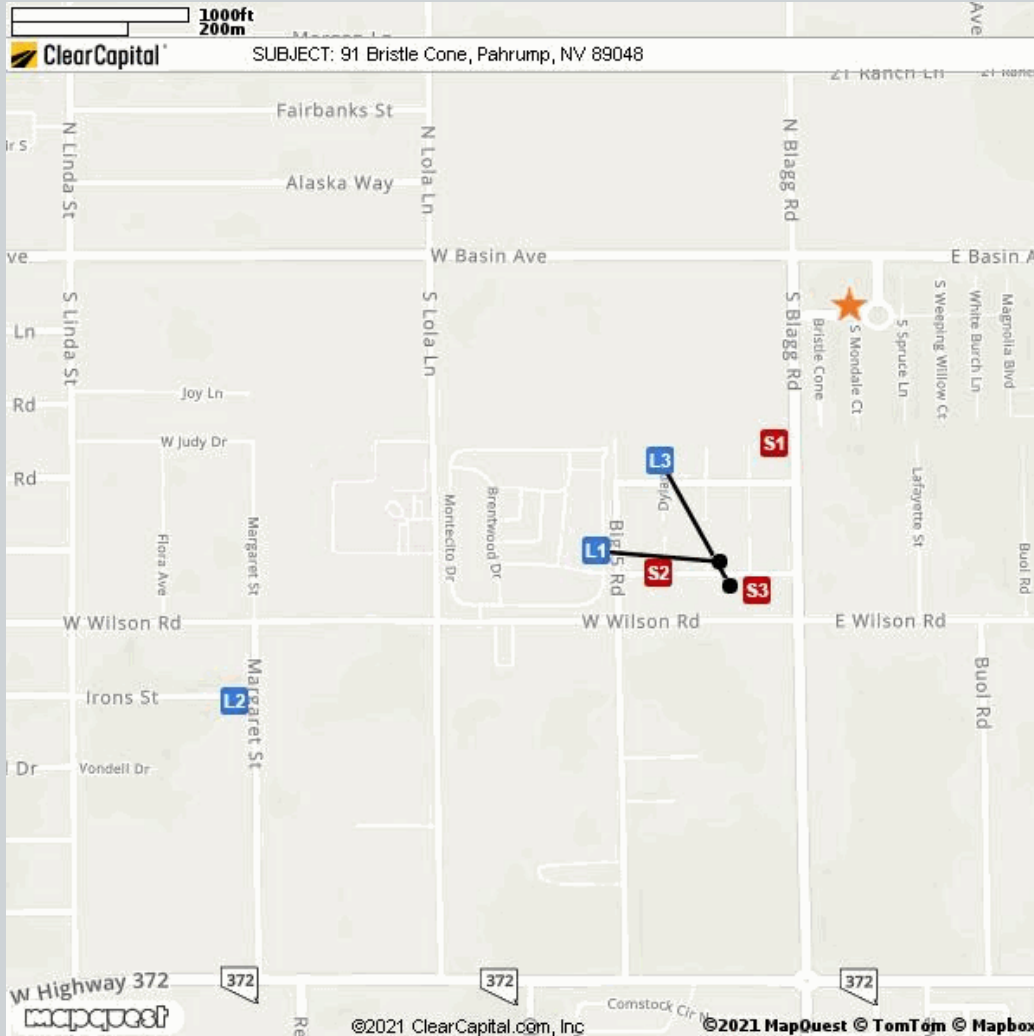 1000ft
200m
ClearCapital
SUBJECT: 91 Bristle Cone, Pahrump, NV 89048
Ave
Fairbanks St
Alaska Way
N Linda St
N Lola Ln
N Blagg Rd
ve
W Basin Ave
E Basin A
S Linda St
S Lola Ln
S Blagg Rd
Bristle Cone
S Mondale Ct
S Spruce Ln
S Weeping Willow Ct
White Burch Ln
Magnolia Blvd
Ln
Joy Ln
Rd
W Judy Dr
S1
L3
Rd
Flora Ave
Margaret St
Montecito Dr
Brentwood Dr
Big 5 Rd
Lafayette St
Buol Rd
L1
S2
S3
W Wilson Rd
W Wilson Rd
E Wilson Rd
Irons St
L2
Margaret St
Buol Rd
Dr
Vondell Dr
W Highway 372
372
372
372
mapquest
Comstock Cir N
©2021 ClearCapital.com, Inc
©2021 MapQuest © TomTom © Mapbox